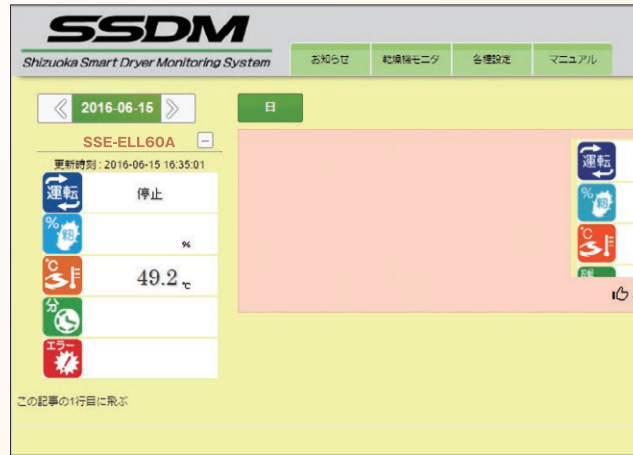 SSDM
Shizuoka Smart Dryer Monitoring System
お知らせ 乾燥機モニタ 各種設定 マニュアル
2016-06-15
日
SSE-ELL60A
更新時刻 : 2016-06-15 16:35:01
運転 停止
% 籾 %
℃ 49.2 ℃
分
エラー
運転
% 籾
℃
この記事の1行目に飛ぶ